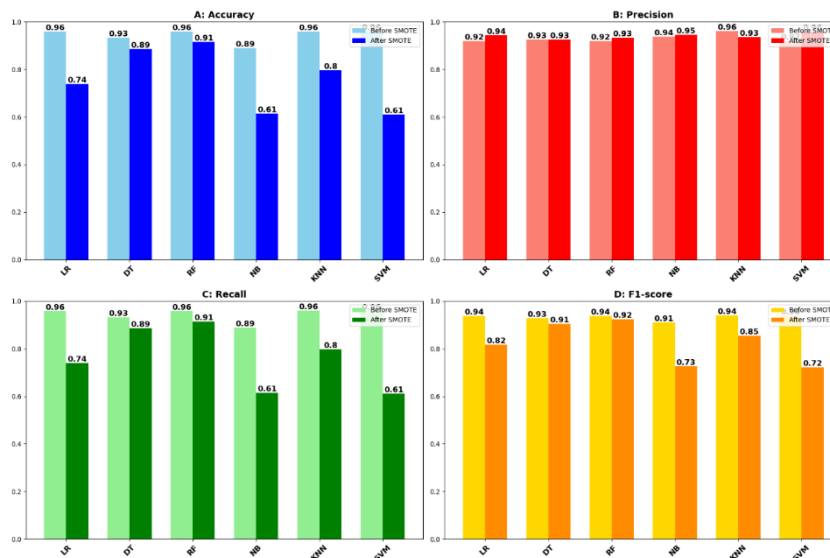 A: Accuracy
Before SMOTE
After SMOTE
0.96 0.74 0.93 0.89 0.96 0.91 0.89 0.61 0.96 0.8 0.61
1.0
0.8
0.6
0.4
0.2
0.0
LR DT RF NB KNN SVM
B: Precision
Before SMOTE
After SMOTE
0.92 0.94 0.93 0.93 0.92 0.93 0.94 0.95 0.96 0.93
1.0
0.8
0.6
0.4
0.2
0.0
LR DT RF NB KNN SVM
C: Recall
Before SMOTE
After SMOTE
0.96 0.74 0.93 0.89 0.96 0.91 0.89 0.61 0.96 0.8 0.61
1.0
0.8
0.6
0.4
0.2
0.0
LR DT RF NB KNN SVM
D: F1-score
Before SMOTE
After SMOTE
0.94 0.82 0.93 0.91 0.94 0.92 0.91 0.73 0.94 0.85 0.72
1.0
0.8
0.6
0.4
0.2
0.0
LR DT RF NB KNN SVM